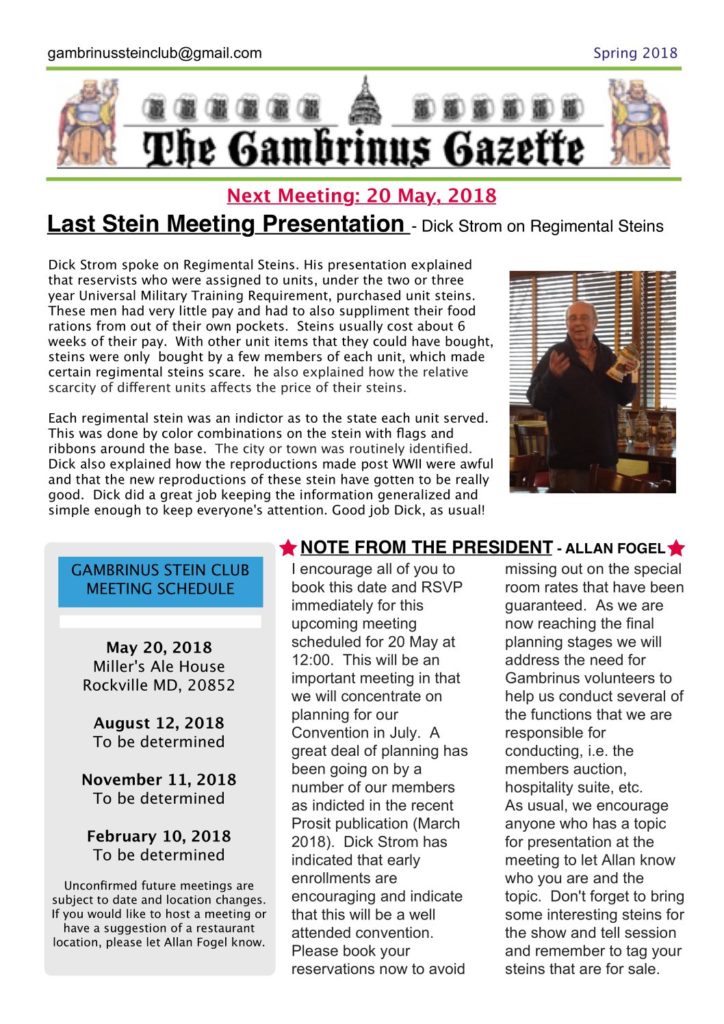 gambrinussteinclub@gmail.com
Spring 2018
The Gambrinus Gazette
Next Meeting: 20 May, 2018
Last Stein Meeting Presentation - Dick Strom on Regimental Steins
Dick Strom spoke on Regimental Steins. His presentation explained
that reservists who were assigned to units, under the two or three
year Universal Military Training Requirement, purchased unit steins.
These men had very little pay and had to also suppliment their food
rations from out of their own pockets.  Steins usually cost about 6
weeks of their pay.  With other unit items that they could have bought,
steins were only  bought by a few members of each unit, which made
certain regimental steins scare.  he also explained how the relative
scarcity of different units affects the price of their steins.
Each regimental stein was an indictor as to the state each unit served.
This was done by color combinations on the stein with flags and
ribbons around the base.  The city or town was routinely identified.
Dick also explained how the reproductions made post WWII were awful
and that the new reproductions of these stein have gotten to be really
good.  Dick did a great job keeping the information generalized and
simple enough to keep everyone's attention. Good job Dick, as usual!
GAMBRINUS STEIN CLUB
MEETING SCHEDULE
May 20, 2018
Miller's Ale House
Rockville MD, 20852
August 12, 2018
To be determined
November 11, 2018
To be determined
February 10, 2018
To be determined
Unconfirmed future meetings are
subject to date and location changes.
If you would like to host a meeting or
have a suggestion of a restaurant
location, please let Allan Fogel know.
NOTE FROM THE PRESIDENT - ALLAN FOGEL
I encourage all of you to
book this date and RSVP
immediately for this
upcoming meeting
scheduled for 20 May at
12:00.  This will be an
important meeting in that
we will concentrate on
planning for our
Convention in July.  A
great deal of planning has
been going on by a
number of our members
as indicted in the recent
Prosit publication (March
2018).  Dick Strom has
indicated that early
enrollments are
encouraging and indicate
that this will be a well
attended convention.
Please book your
reservations now to avoid
missing out on the special
room rates that have been
guaranteed.  As we are
now reaching the final
planning stages we will
address the need for
Gambrinus volunteers to
help us conduct several of
the functions that we are
responsible for
conducting, i.e. the
members auction,
hospitality suite, etc.
As usual, we encourage
anyone who has a topic
for presentation at the
meeting to let Allan know
who you are and the
topic.  Don't forget to bring
some interesting steins for
the show and tell session
and remember to tag your
steins that are for sale.